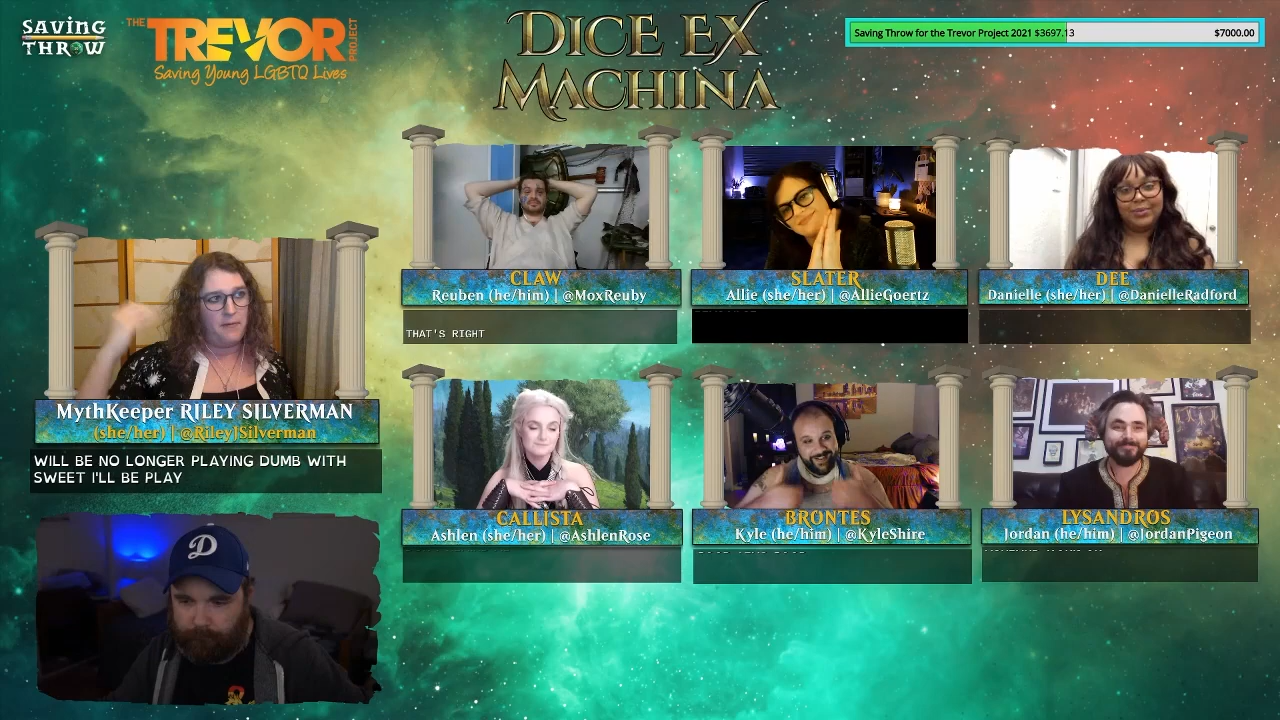 SAVING
THROW
THE TREVOR PROJECT
Saving Young LGBTQ Lives
DICE EX
MACHINA
Saving Throw for the Trevor Project 2021 $3697.13
$7000.00
CLAW
Reuben (he/him) | @MoxReuby
THAT'S RIGHT
SLATER
Allie (she/her) | @AllieGoertz
DEE
Danielle (she/her) | @DanielleRadford
MythKeeper RILEY SILVERMAN
(she/her) | @RileyJSilverman
WILL BE NO LONGER PLAYING DUMB WITH
SWEET I'LL BE PLAY
CALLISTA
Ashlen (she/her) | @AshlenRose
BRONTES
Kyle (he/him) | @KyleShire
LYSANDROS
Jordan (he/him) | @JordanPigeon
D